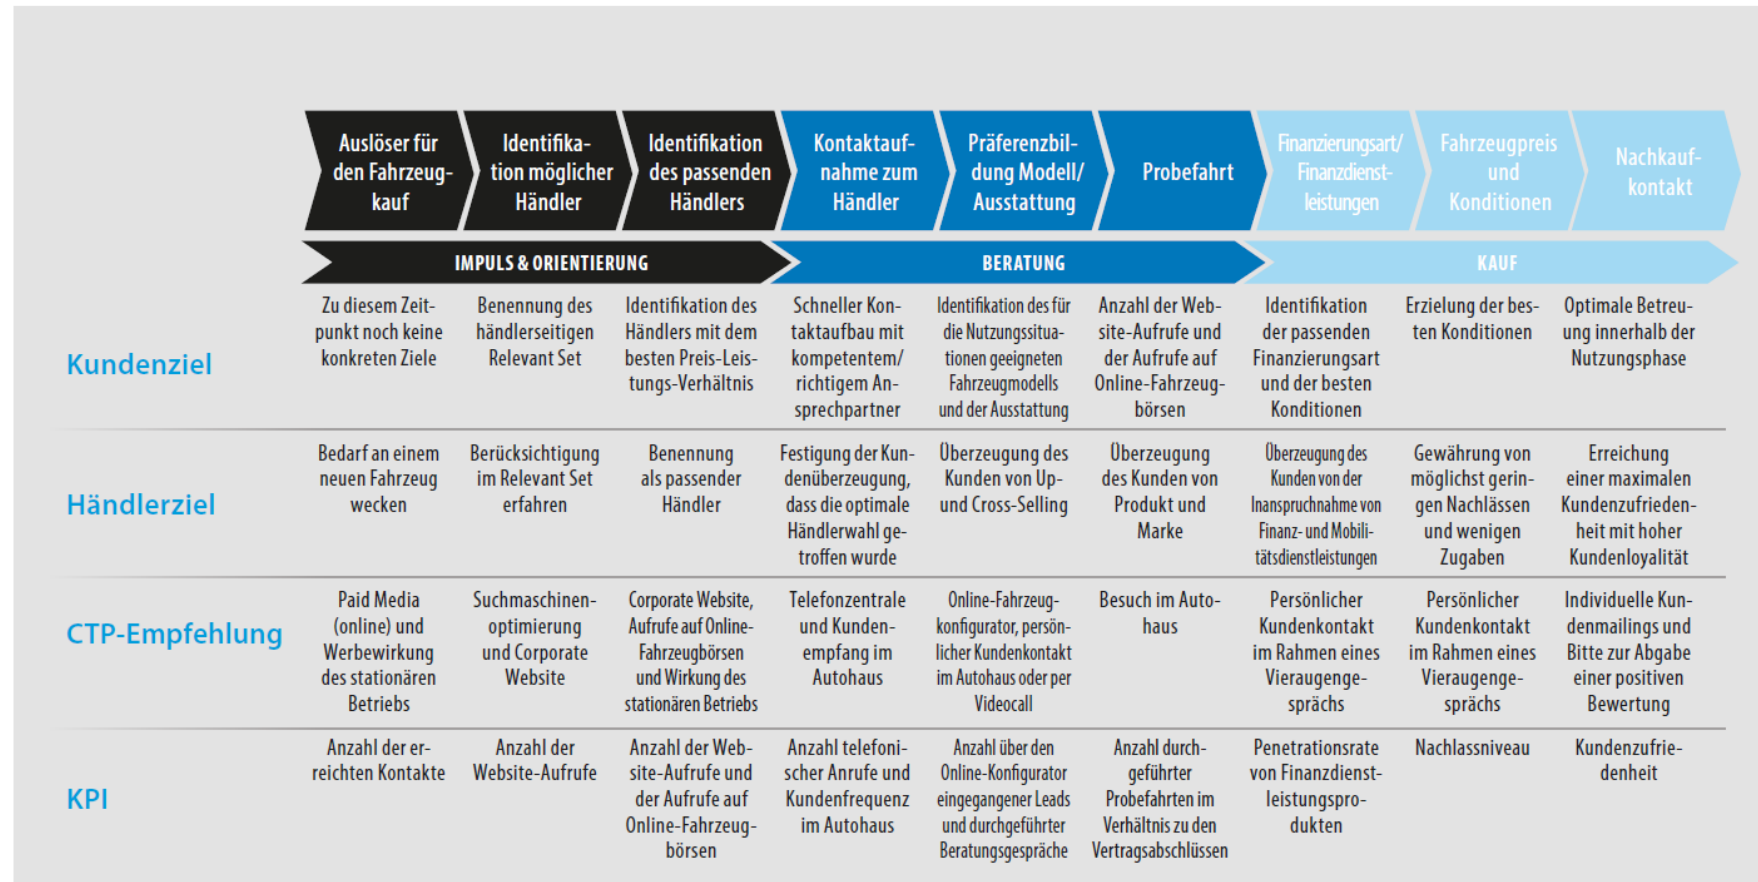 Auslöser für
den Fahrzeug-
kauf
Identifika-
tion möglicher
Händler
Identifikation
des passenden
Händlers
Kontaktauf-
nahme zum
Händler
Präferenzbil-
dung Modell/
Ausstattung
Probefahrt
Finanzierungsart/
Finanzdienst-
leistungen
Fahrzeugpreis
und
Konditionen
Nachkauf-
kontakt
IMPULS & ORIENTIERUNG
BERATUNG
KAUF
Kundenziel
Zu diesem Zeit-
punkt noch keine
konkreten Ziele
Benennung des
händlerseitigen
Relevant Set
Identifikation des
Händlers mit dem
besten Preis-Leis-
tungs-Verhältnis
Schneller Kon-
taktaufbau mit
kompetentem/
richtigem An-
sprechpartner
Identifikation des für
die Nutzungssitua-
tionen geeigneten
Fahrzeugmodells
und der Ausstattung
Anzahl der Web-
site-Aufrufe und
der Aufrufe auf
Online-Fahrzeug-
börsen
Identifikation
der passenden
Finanzierungsart
und der besten
Konditionen
Erzielung der bes-
ten Konditionen
Optimale Betreu-
ung innerhalb der
Nutzungsphase
Händlerziel
Bedarf an einem
neuen Fahrzeug
wecken
Berücksichtigung
im Relevant Set
erfahren
Benennung
als passender
Händler
Festigung der Kun-
denüberzeugung,
dass die optimale
Händlerwahl ge-
troffen wurde
Überzeugung des
Kunden von Up-
und Cross-Selling
Überzeugung
des Kunden von
Produkt und
Marke
Überzeugung des
Kunden von der
Inanspruchnahme von
Finanz- und Mobili-
tätsdienstleistungen
Gewährung von
möglichst gerin-
gen Nachlässen
und wenigen
Zugaben
Erreichung
einer maximalen
Kundenzufrieden-
heit mit hoher
Kundenloyalität
CTP-Empfehlung
Paid Media
(online) und
Werbewirkung
des stationären
Betriebs
Suchmaschinen-
optimierung
und Corporate
Website
Corporate Website,
Aufrufe auf Online-
Fahrzeugbörsen
und Wirkung des
stationären Betriebs
Telefonzentrale
und Kunden-
empfang im
Autohaus
Online-Fahrzeug-
konfigurator, persön-
licher Kundenkontakt
im Autohaus oder per
Videocall
Besuch im Auto-
haus
Persönlicher
Kundenkontakt
im Rahmen eines
Vieraugenge-
sprächs
Persönlicher
Kundenkontakt
im Rahmen eines
Vieraugenge-
sprächs
Individuelle Kun-
denmailings und
Bitte zur Abgabe
einer positiven
Bewertung
KPI
Anzahl der er-
reichten Kontakte
Anzahl der
Website-Aufrufe
Anzahl der Web-
site-Aufrufe und
der Aufrufe auf
Online-Fahrzeug-
börsen
Anzahl telefoni-
scher Anrufe und
Kundenfrequenz
im Autohaus
Anzahl über den
Online-Konfigurator
eingegangener Leads
und durchgeführter
Beratungsgespräche
Anzahl durch-
geführter
Probefahrten im
Verhältnis zu den
Vertragsabschlüssen
Penetrationsrate
von Finanzdienst-
leistungspro-
dukten
Nachlassniveau
Kundenzufrie-
denheit